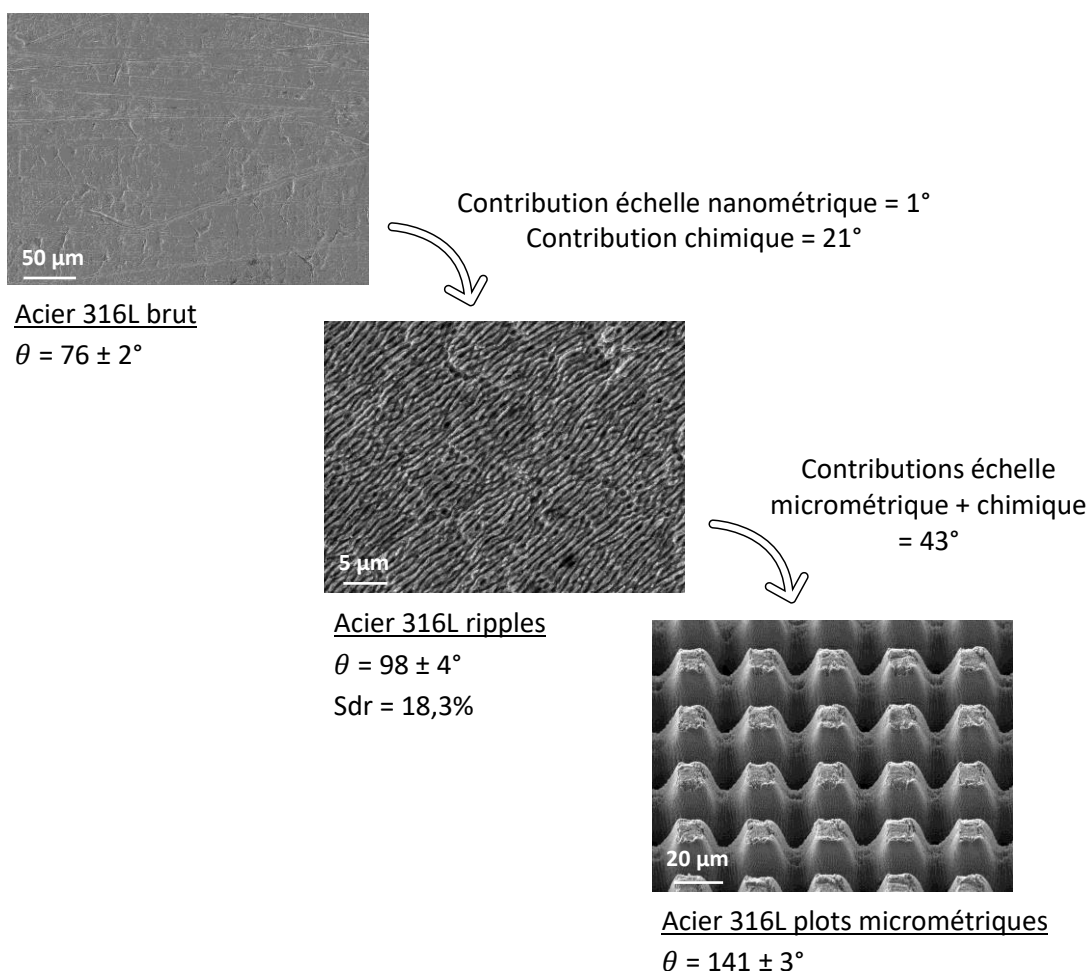 50 µm
Contribution échelle nanométrique = 1°
Contribution chimique = 21°
Acier 316L brut
θ = 76 ± 2°
5 µm
Contributions échelle
micrométrique + chimique
= 43°
Acier 316L ripples
θ = 98 ± 4°
Sdr = 18,3%
20 µm
Acier 316L plots micrométriques
θ = 141 ± 3°